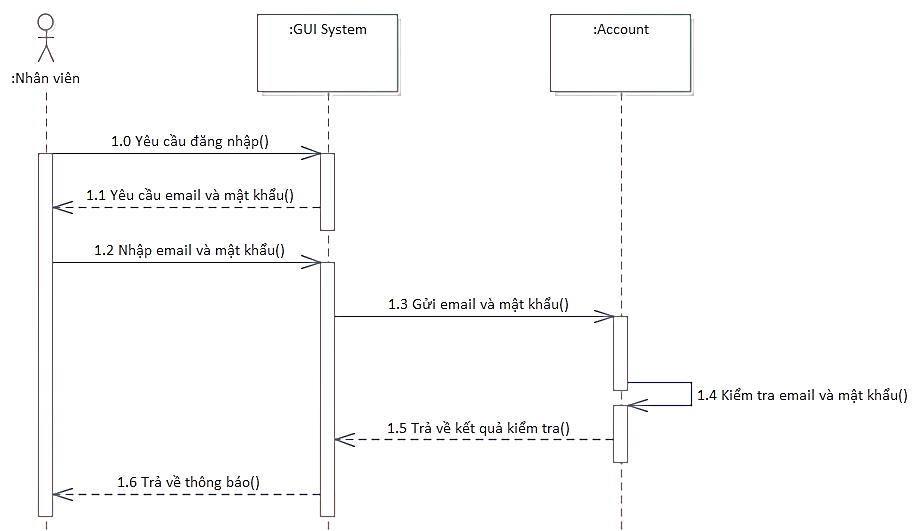 :GUI System
:Account
:Nhân viên
1.0 Yêu cầu đăng nhập()
1.1 Yêu cầu email và mật khẩu()
1.2 Nhập email và mật khẩu()
1.3 Gửi email và mật khẩu()
1.4 Kiểm tra email và mật khẩu()
1.5 Trả về kết quả kiểm tra()
1.6 Trả về thông báo()